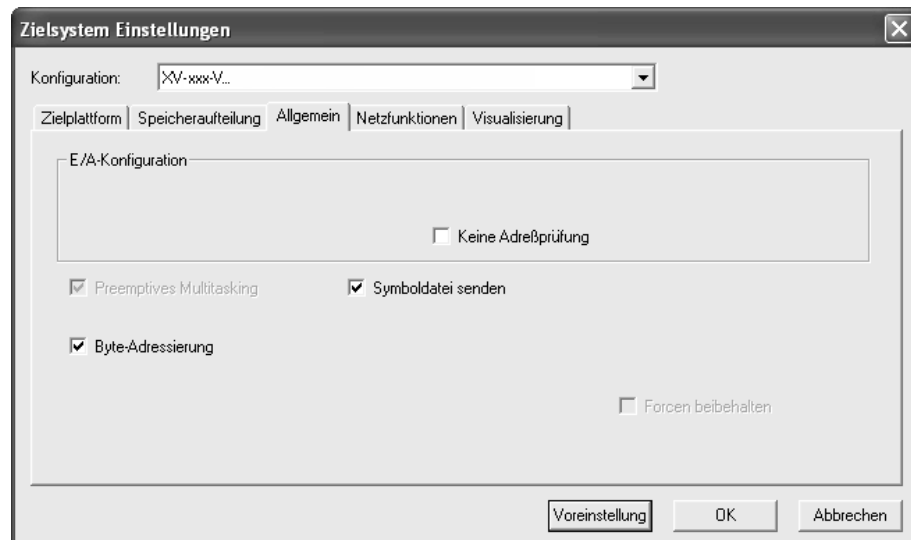 Zielsystem Einstellungen
Konfiguration: XV-xxx-V...
Zielplattform Speicheraufteilung Allgemein Netzfunktionen Visualisierung
E/A-Konfiguration
Keine Adreßprüfung
Preemptives Multitasking Symboldatei senden
Byte-Adressierung
Forcen beibehalten
Voreinstellung OK Abbrechen